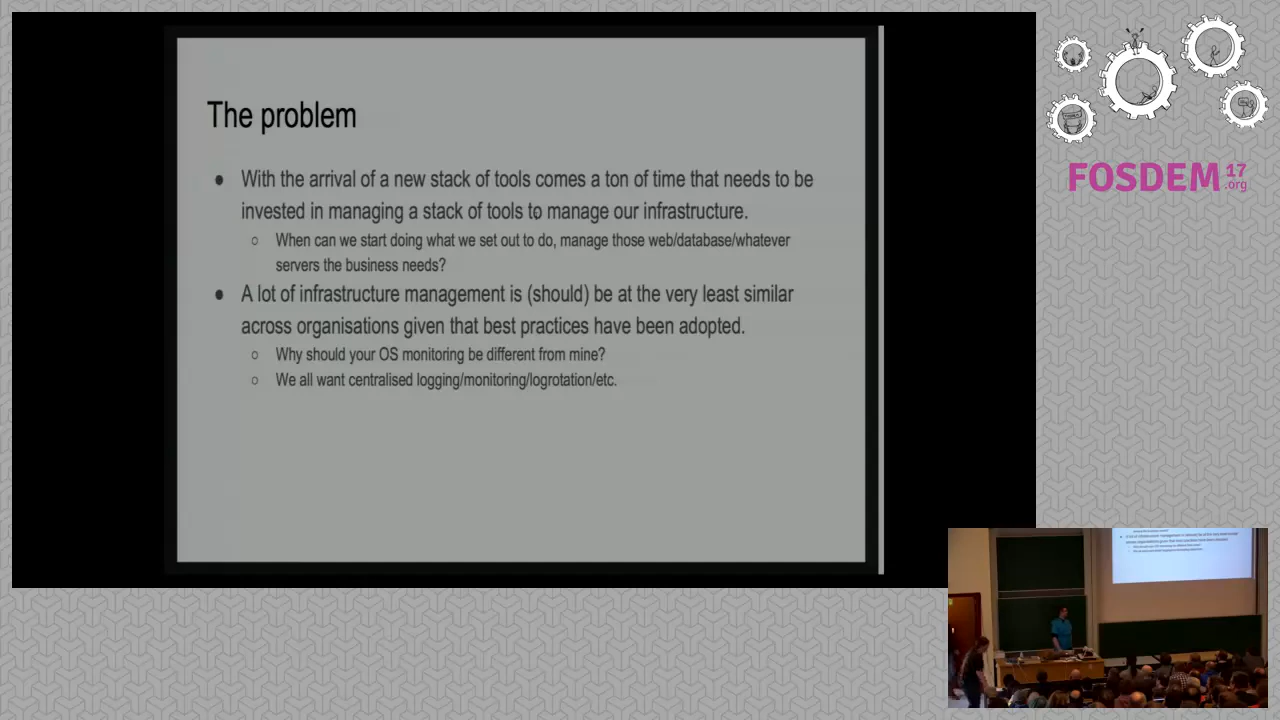 The problem
● With the arrival of a new stack of tools comes a ton of time that needs to be
invested in managing a stack of tools to manage our infrastructure.
○ When can we start doing what we set out to do, manage those web/database/whatever
servers the business needs?
● A lot of infrastructure management is (should) be at the very least similar
across organisations given that best practices have been adopted.
○ Why should your OS monitoring be different from mine?
○ We all want centralised logging/monitoring/logrotation/etc.
FOSDEM 17
.org